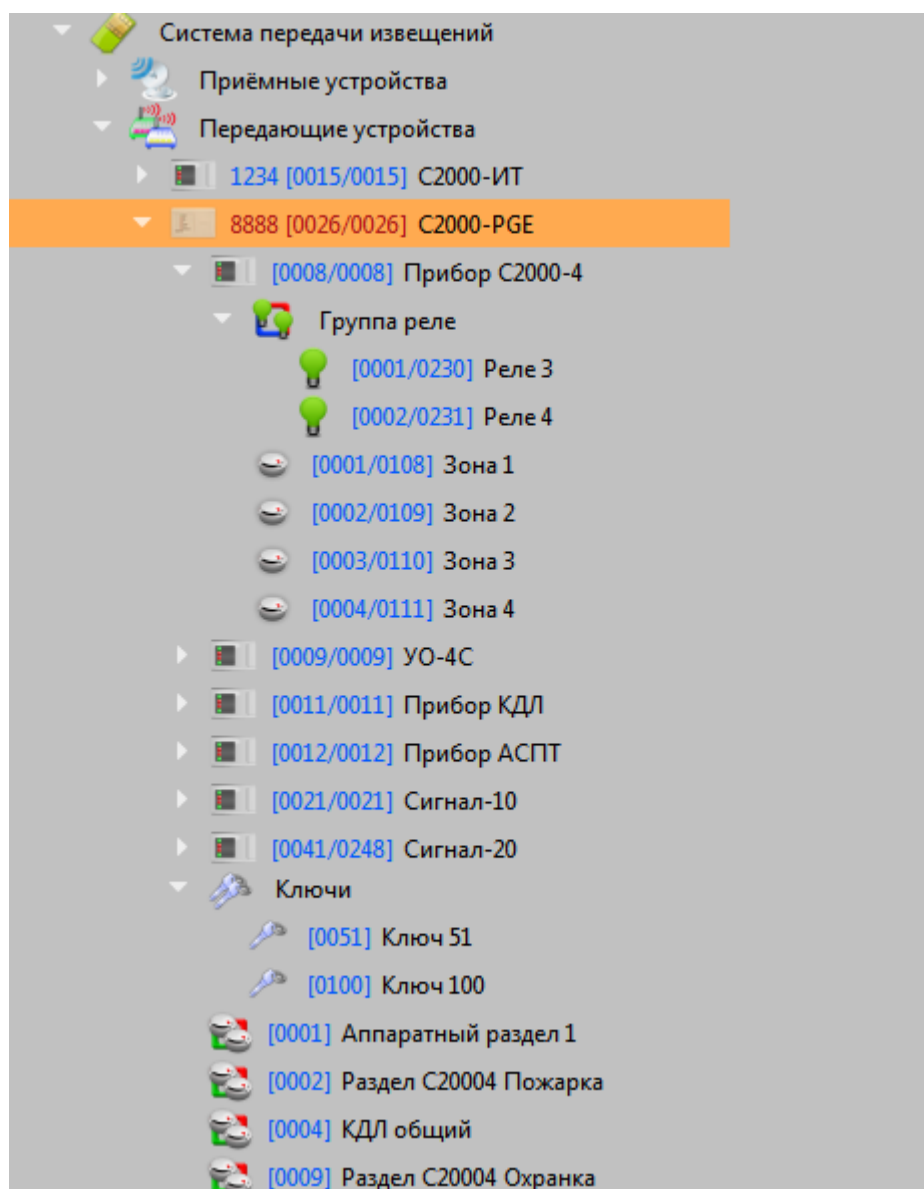 Система передачи извещений
Приёмные устройства
Передающие устройства
1234 [0015/0015] С2000-ИТ
8888 [0026/0026] С2000-PGE
[0008/0008] Прибор С2000-4
Группа реле
[0001/0230] Реле 3
[0002/0231] Реле 4
[0001/0108] Зона 1
[0002/0109] Зона 2
[0003/0110] Зона 3
[0004/0111] Зона 4
[0009/0009] УО-4С
[0011/0011] Прибор КДЛ
[0012/0012] Прибор АСПТ
[0021/0021] Сигнал-10
[0041/0248] Сигнал-20
Ключи
[0051] Ключ 51
[0100] Ключ 100
[0001] Аппаратный раздел 1
[0002] Раздел С20004 Пожарка
[0004] КДЛ общий
[0009] Раздел С20004 Охранка